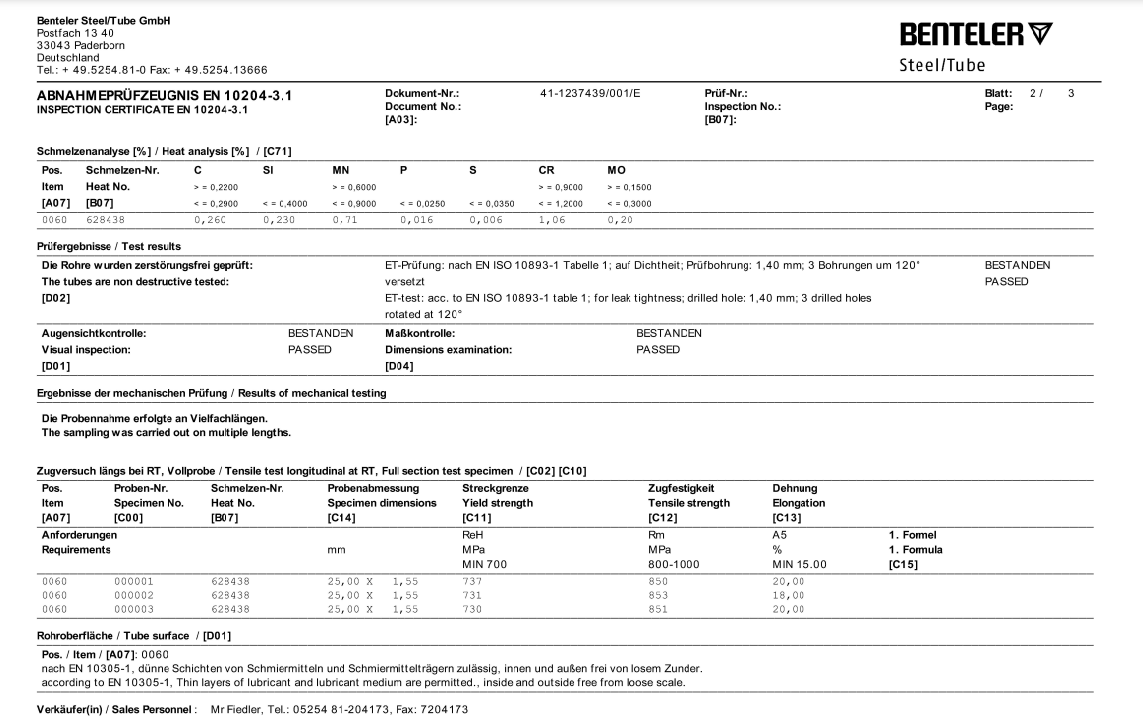 Benteler Steel/Tube GmbH
Postfach 13 40
33043 Paderborn
Deutschland
Tel.: + 49.5254.81-0 Fax: + 49.5254.13666
BENTELER
Steel/Tube
ABNAHMEPRÜFZEUGNIS EN 10204-3.1
INSPECTION CERTIFICATE EN 10204-3.1
Dokument-Nr.: 41-1237439/001/E
Document No.:
[A03]:
Prüf-Nr.:
Inspection No.:
[B07]:
Blatt: 2 / 3
Page:
Schmelzenanalyse [%] / Heat analysis [%] / [C71]
Pos. Schmelzen-Nr. C SI MN P S CR MO
Item Heat No. > = 0,2200 > = 0,6000 > = 0,9000 > = 0,1500
[A07] [B07] < = 0,2900 < = 0,4000 < = 0,9000 < = 0,0250 < = 0,0350 < = 1,2000 < = 0,3000
0060 628438 0,260 0,230 0.71 0,016 0,006 1,06 0,20
Prüfergebnisse / Test results
Die Rohre wurden zerstörungsfrei geprüft: ET-Prüfung: nach EN ISO 10893-1 Tabelle 1; auf Dichtheit; Prüfbohrung: 1,40 mm; 3 Bohrungen um 120° BESTANDEN
The tubes are non destructive tested: versetzt PASSED
[D02] ET-test: acc. to EN ISO 10893-1 table 1; for leak tightness; drilled hole: 1,40 mm; 3 drilled holes
rotated at 120°
Augensichtkontrolle: BESTANDEN Maßkontrolle: BESTANDEN
Visual inspection: PASSED Dimensions examination: PASSED
[D01] [D04]
Ergebnisse der mechanischen Prüfung / Results of mechanical testing
Die Probennahme erfolgte an Vielfachlängen.
The sampling was carried out on multiple lengths.
Zugversuch längs bei RT, Vollprobe / Tensile test longitudinal at RT, Full section test specimen / [C02] [C10]
Pos. Proben-Nr. Schmelzen-Nr. Probenabmessung Streckgrenze Zugfestigkeit Dehnung
Item Specimen No. Heat No. Specimen dimensions Yield strength Tensile strength Elongation
[A07] [C00] [B07] [C14] [C11] [C12] [C13]
Anforderungen ReH Rm A5 1. Formel
Requirements mm MPa MPa % 1. Formula
MIN 700 800-1000 MIN 15.00 [C15]
0060 000001 628438 25,00 X 1,55 737 850 20,00
0060 000002 628438 25,00 X 1,55 731 853 18,00
0060 000003 628438 25,00 X 1,55 730 851 20,00
Rohroberfläche / Tube surface / [D01]
Pos. / Item / [A07]: 0060
nach EN 10305-1, dünne Schichten von Schmiermitteln und Schmiermittelträgern zulässig, innen und außen frei von losem Zunder.
according to EN 10305-1, Thin layers of lubricant and lubricant medium are permitted., inside and outside free from loose scale.
Verkäufer(in) / Sales Personnel : Mr Fiedler, Tel.: 05254 81-204173, Fax: 7204173